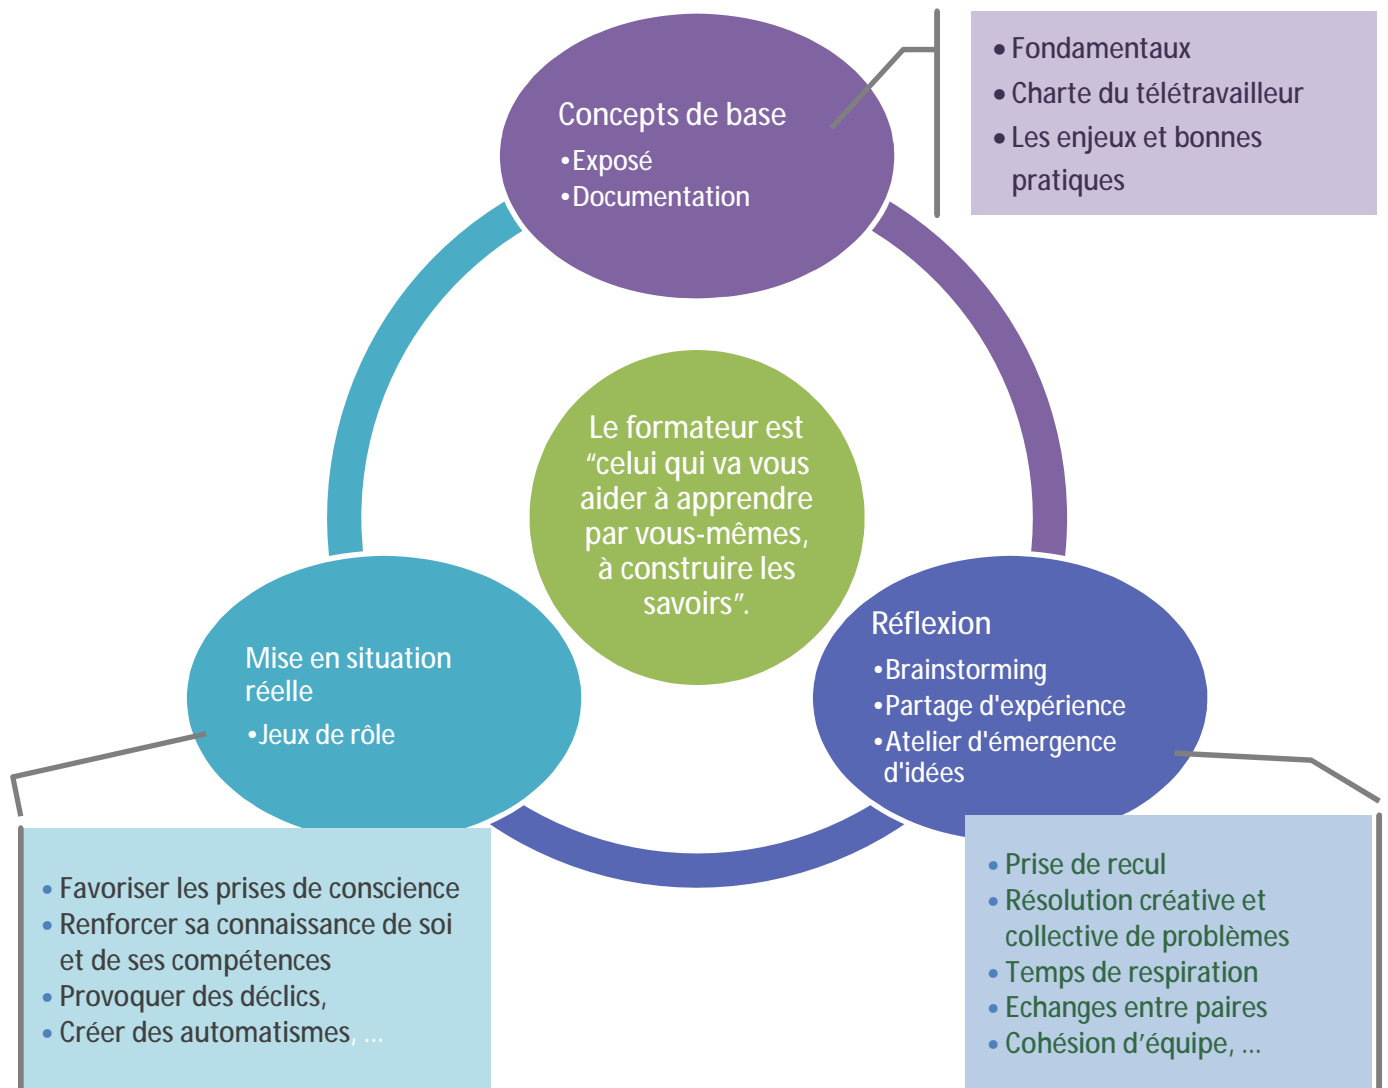 Concepts de base
•Exposé
•Documentation
• Fondamentaux
• Charte du télétravailleur
• Les enjeux et bonnes
pratiques
Le formateur est
“celui qui va vous
aider à apprendre
par vous-mêmes,
à construire les
savoirs”.
Mise en situation
réelle
•Jeux de rôle
Réflexion
•Brainstorming
•Partage d'expérience
•Atelier d'émergence
d'idées
• Favoriser les prises de conscience
• Renforcer sa connaissance de soi
et de ses compétences
• Provoquer des déclics,
• Créer des automatismes, ...
• Prise de recul
• Résolution créative et
collective de problèmes
• Temps de respiration
• Echanges entre paires
• Cohésion d’équipe, ...